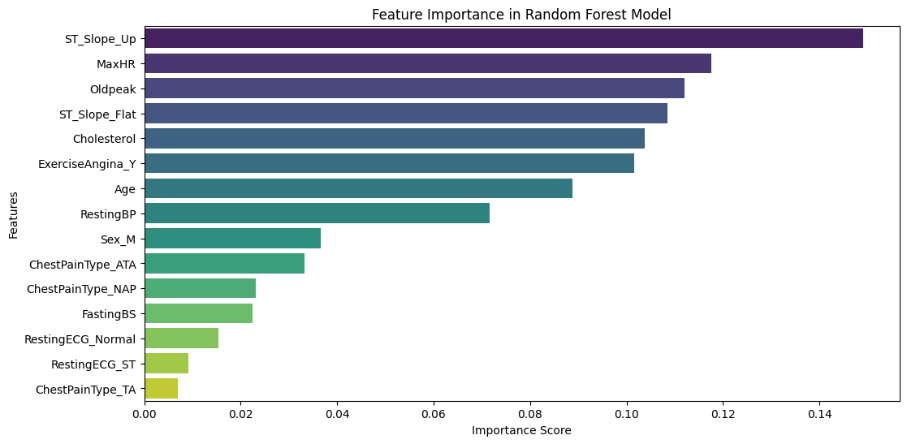 Feature Importance in Random Forest Model
ST_Slope_Up
MaxHR
Oldpeak
ST_Slope_Flat
Cholesterol
ExerciseAngina_Y
Age
RestingBP
Sex_M
ChestPainType_ATA
ChestPainType_NAP
FastingBS
RestingECG_Normal
RestingECG_ST
ChestPainType_TA
Features
0.00 0.02 0.04 0.06 0.08 0.10 0.12 0.14
Importance Score